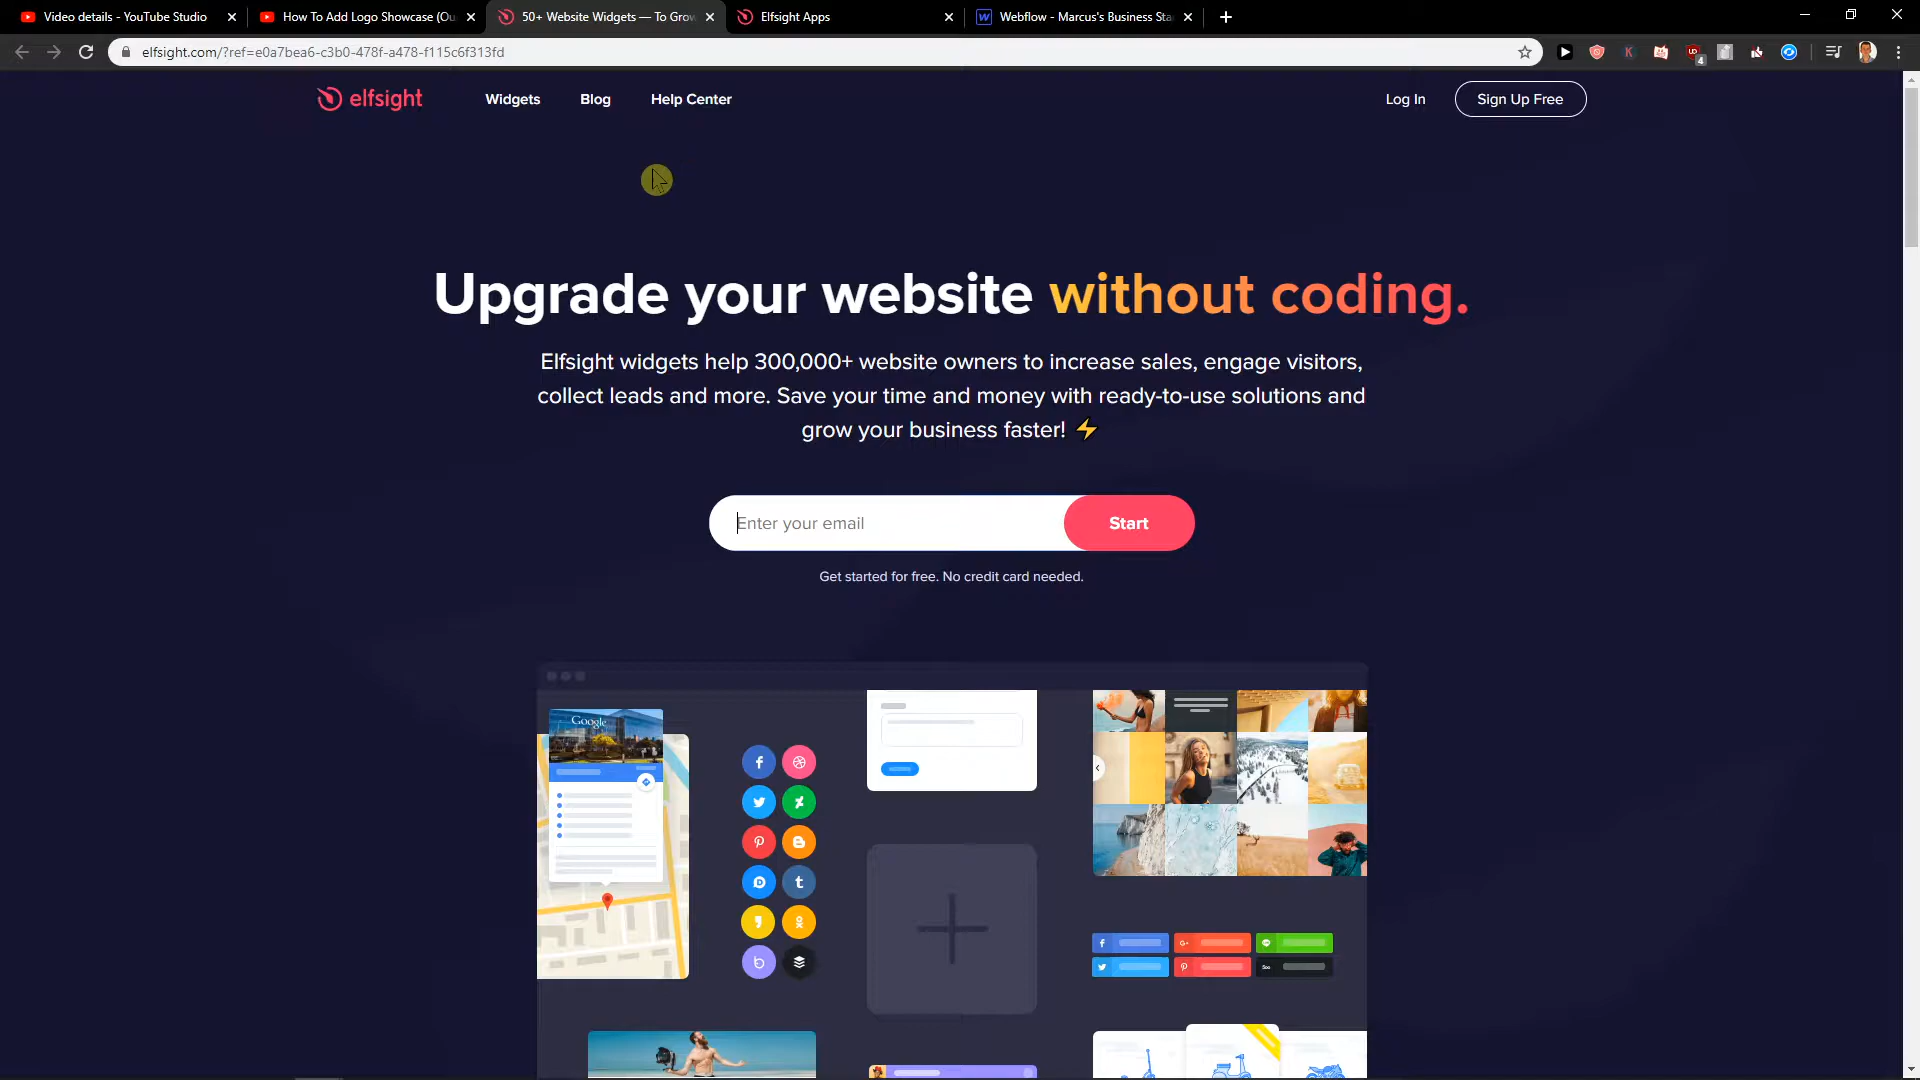 Video details - YouTube Studio
How To Add Logo Showcase (Ou
50+ Website Widgets — To Grow
Elfsight Apps
Webflow - Marcus's Business Sta
elfsight.com/?ref=e0a7bea6-c3b0-478f-a478-f115c6f313fd
4
elfsight
Widgets
Blog
Help Center
Log In
Sign Up Free
Upgrade your website without coding.
Elfsight widgets help 300,000+ website owners to increase sales, engage visitors,
collect leads and more. Save your time and money with ready-to-use solutions and
grow your business faster! ⚡
Enter your email
Start
Get started for free. No credit card needed.
Google